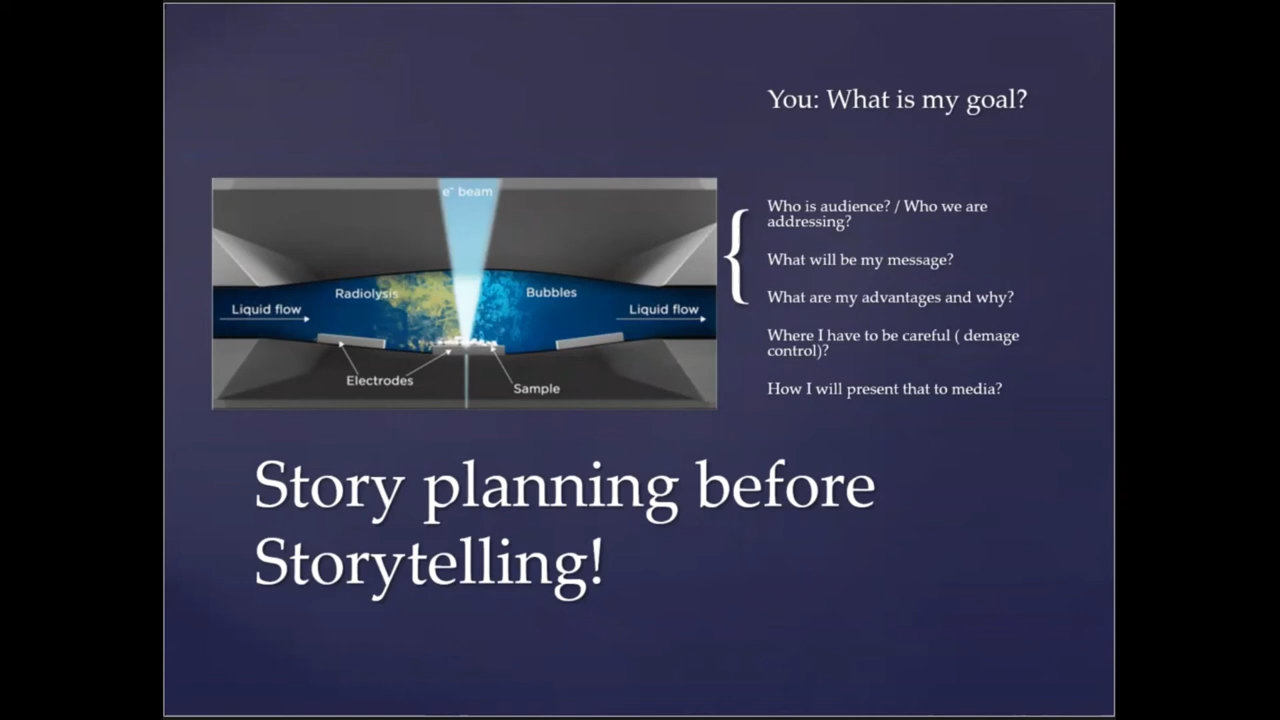 You: What is my goal?
e⁻ beam
Radiolysis
Bubbles
Liquid flow
Liquid flow
Electrodes
Sample
Who is audience? / Who we are
addressing?
What will be my message?
What are my advantages and why?
Where I have to be careful ( demage
control)?
How I will present that to media?
Story planning before
Storytelling!